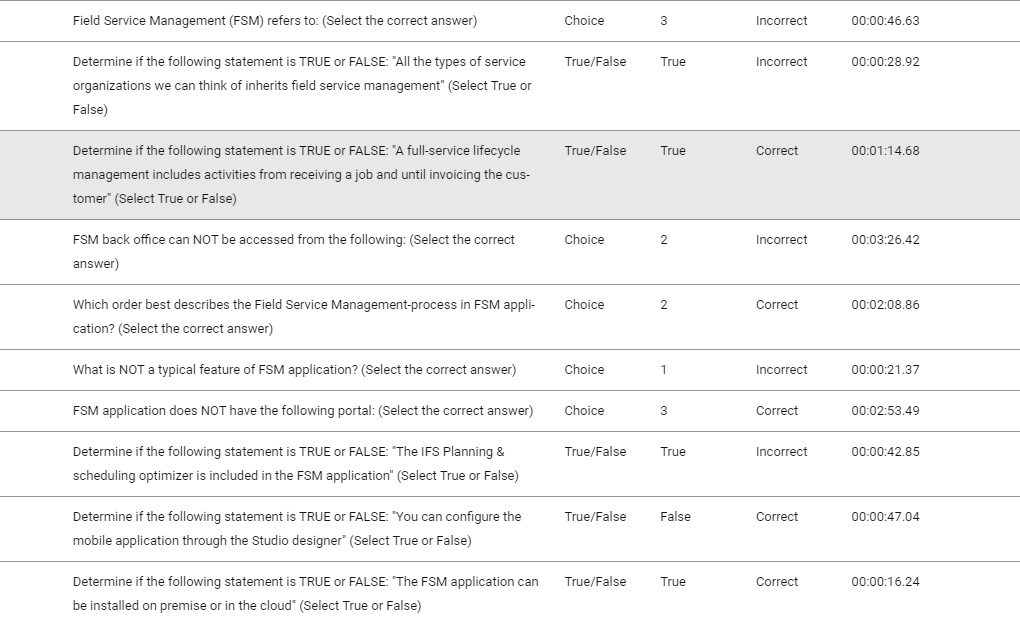 Field Service Management (FSM) refers to: (Select the correct answer) Choice 3 Incorrect 00:00:46.63
Determine if the following statement is TRUE or FALSE: "All the types of service True/False True Incorrect 00:00:28.92
organizations we can think of inherits field service management" (Select True or
False)
Determine if the following statement is TRUE or FALSE: "A full-service lifecycle True/False True Correct 00:01:14.68
management includes activities from receiving a job and until invoicing the cus-
tomer" (Select True or False)
FSM back office can NOT be accessed from the following: (Select the correct Choice 2 Incorrect 00:03:26.42
answer)
Which order best describes the Field Service Management-process in FSM appli- Choice 2 Correct 00:02:08.86
cation? (Select the correct answer)
What is NOT a typical feature of FSM application? (Select the correct answer) Choice 1 Incorrect 00:00:21.37
FSM application does NOT have the following portal: (Select the correct answer) Choice 3 Correct 00:02:53.49
Determine if the following statement is TRUE or FALSE: "The IFS Planning & True/False True Incorrect 00:00:42.85
scheduling optimizer is included in the FSM application" (Select True or False)
Determine if the following statement is TRUE or FALSE: "You can configure the True/False False Correct 00:00:47.04
mobile application through the Studio designer" (Select True or False)
Determine if the following statement is TRUE or FALSE: "The FSM application can True/False True Correct 00:00:16.24
be installed on premise or in the cloud" (Select True or False)